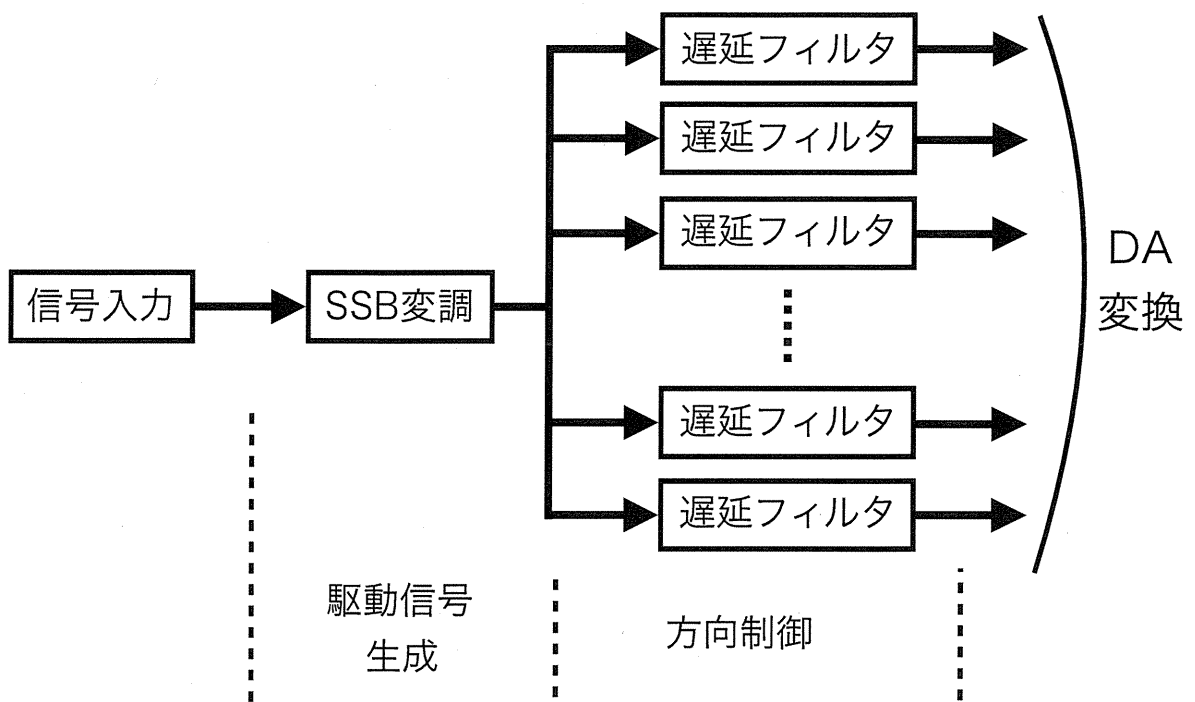 遅延フィルタ
遅延フィルタ
遅延フィルタ
信号入力
SSB変調
DA
変換
遅延フィルタ
遅延フィルタ
駆動信号
生成
方向制御